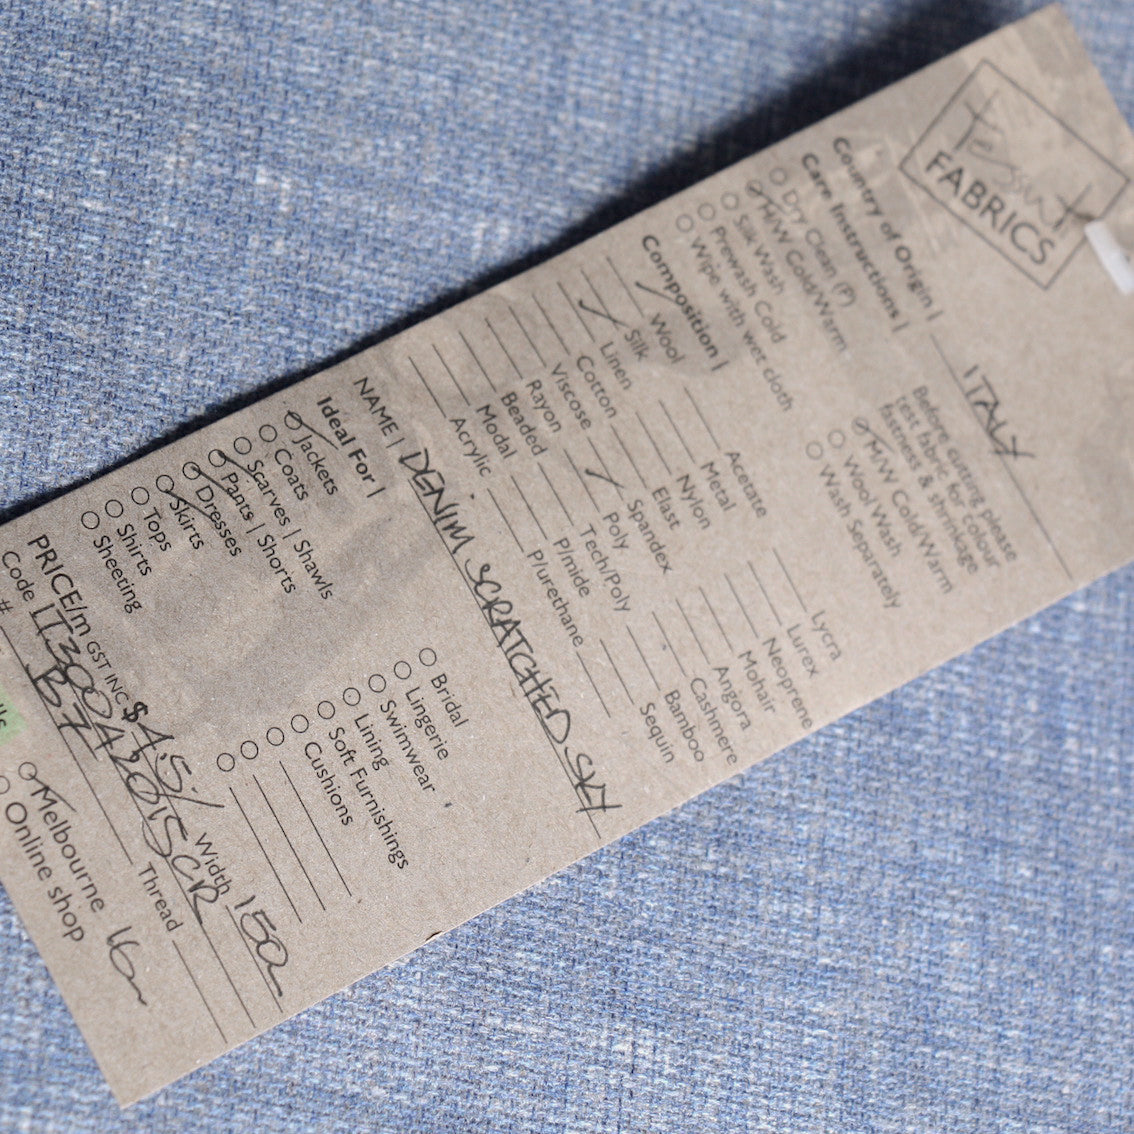 Tessuti
FABRICS
Country of Origin | ITALY
Care Instructions |
Dry Clean (P)
M/W Cold/Warm
Silk Wash
Prewash Cold
Wipe with wet cloth
Before cutting please
test fabric for colour
fastness & shrinkage
M/W Cold/Warm
Wool Wash
Wash Separately
Composition |
Wool
Silk
Linen
Cotton
Viscose
Rayon
Beaded
Modal
Acrylic
Acetate
Metal
Nylon
Elast
Spandex
Poly
Tech/Poly
P/mide
P/urethane
Lycra
Lurex
Neoprene
Mohair
Angora
Cashmere
Bamboo
Sequin
NAME | DENIM SCRATCHED SKY
Ideal For |
Jackets
Coats
Scarves | Shawls
Pants | Shorts
Dresses
Skirts
Tops
Shirts
Sheeting
Bridal
Lingerie
Swimwear
Lining
Soft Furnishings
Cushions
PRICE/m GST INC $ Width 150
Code
# Thread
Melbourne 16m
Online shop